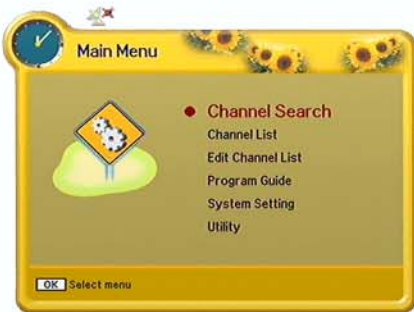 Main Menu
Channel Search
Channel List
Edit Channel List
Program Guide
System Setting
Utility
OK Select menu